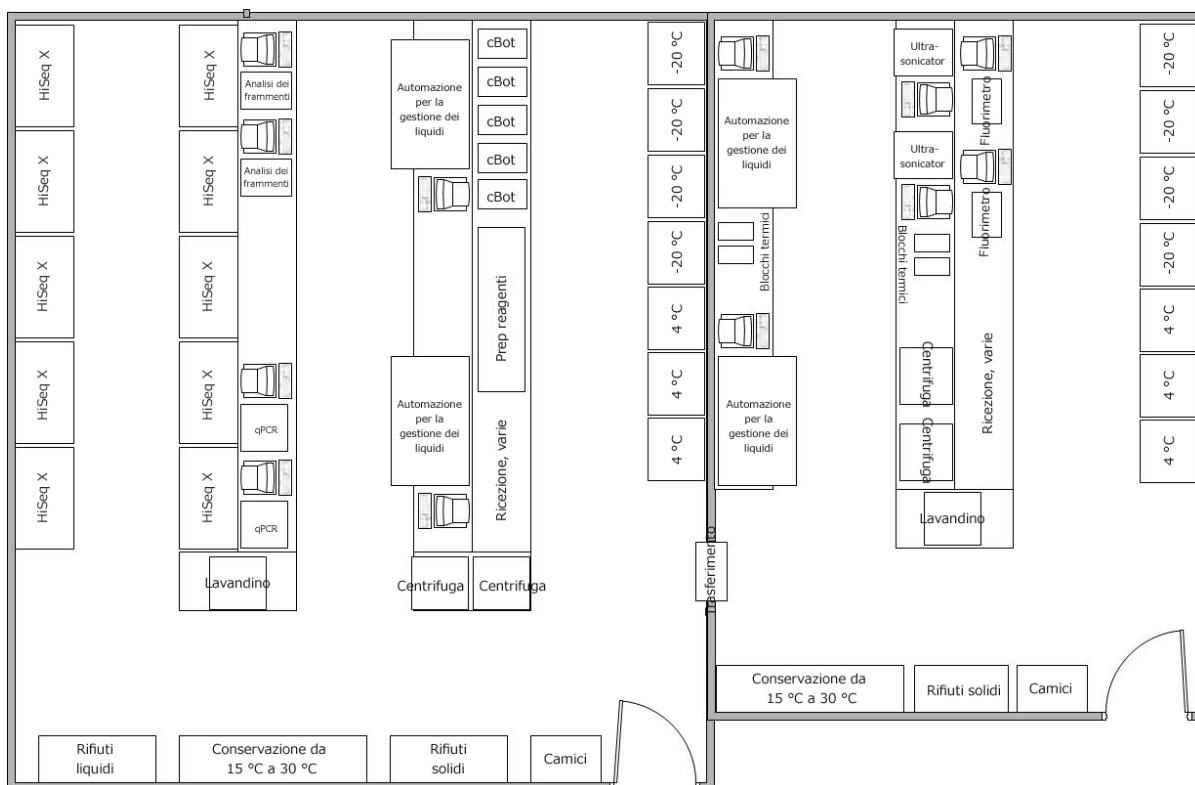 HiSeq X
HiSeq X
HiSeq X
HiSeq X
HiSeq X
HiSeq X
HiSeq X
HiSeq X
HiSeq X
HiSeq X
Analisi dei
frammenti
Analisi dei
frammenti
qPCR
qPCR
Lavandino
Automazione
per la
gestione dei
liquidi
Automazione
per la
gestione dei
liquidi
cBot
cBot
cBot
cBot
cBot
Prep reagenti
Ricezione, varie
Centrifuga
Centrifuga
-20 °C
-20 °C
-20 °C
-20 °C
4 °C
4 °C
4 °C
Rifiuti
liquidi
Conservazione da
15 °C a 30 °C
Rifiuti
solidi
Camici
Trasferimento
Automazione
per la
gestione dei
liquidi
Blocchi termici
Automazione
per la
gestione dei
liquidi
Ultra-
sonicator
Ultra-
sonicator
Blocchi termici
Centrifuga
Centrifuga
Fluorimetro
Fluorimetro
Ricezione, varie
Lavandino
-20 °C
-20 °C
-20 °C
-20 °C
4 °C
4 °C
4 °C
Conservazione da
15 °C a 30 °C
Rifiuti solidi
Camici